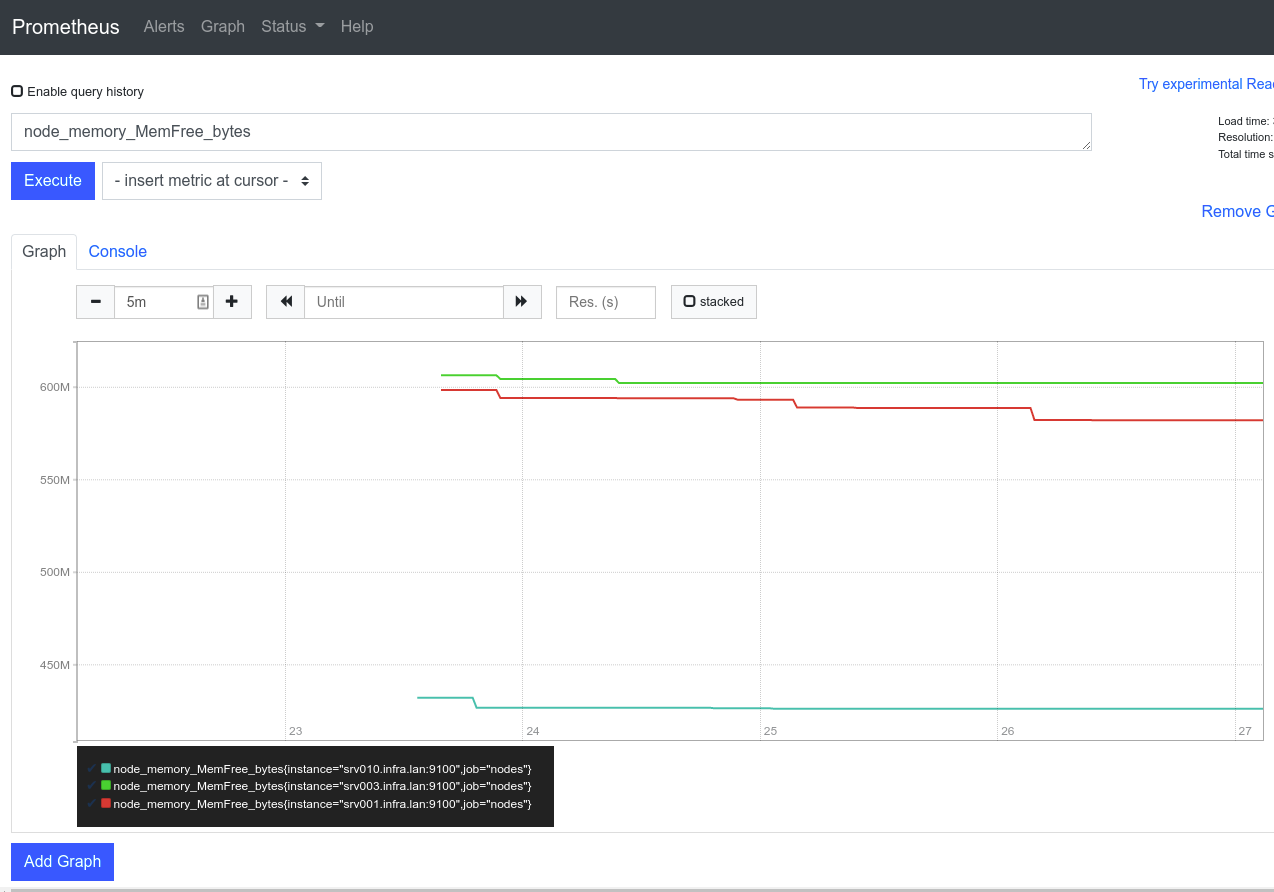 Prometheus Alerts Graph Status Help
Enable query history
Try experimental Reac
node_memory_MemFree_bytes
Load time:
Resolution:
Total time s
Execute - insert metric at cursor -
Remove G
Graph Console
5m Until Res. (s) stacked
600M
550M
500M
450M
23 24 25 26 27
node_memory_MemFree_bytes{instance="srv010.infra.lan:9100",job="nodes"}
node_memory_MemFree_bytes{instance="srv003.infra.lan:9100",job="nodes"}
node_memory_MemFree_bytes{instance="srv001.infra.lan:9100",job="nodes"}
Add Graph